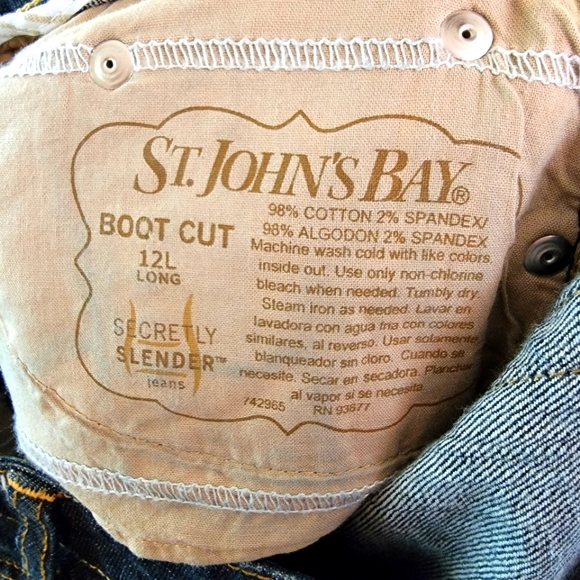 ST. JOHN'S BAY®
BOOT CUT
12L
LONG
SECRETLY
SLENDER™
jeans
98% COTTON 2% SPANDEX/
98% ALGODON 2% SPANDEX
Machine wash cold with like colors
inside out. Use only non-chlorine
bleach when needed. Tumbly dry.
Steam iron as needed. Lavar en
lavadora con agua fria con colores
similares, al reverso. Usar solamente
blanqueador sin cloro. Cuando se
necesite. Secar en secadora. Planchar
al vapor si se necesita.
742965 RN 93677